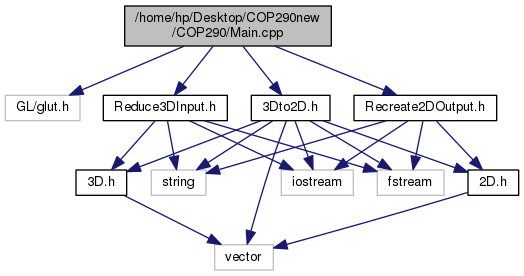 /home/hp/Desktop/COP290new
/COP290/Main.cpp
GL/glut.h
Reduce3DInput.h
3Dto2D.h
Recreate2DOutput.h
3D.h
string
iostream
fstream
2D.h
vector